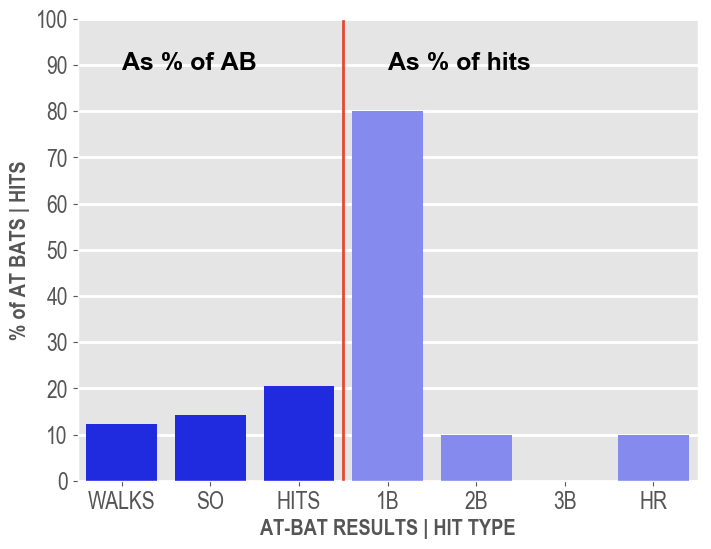 100
90
80
70
60
50
40
30
20
10
0
% of AT BATS | HITS
As % of AB
As % of hits
WALKS SO HITS 1B 2B 3B HR
AT-BAT RESULTS | HIT TYPE